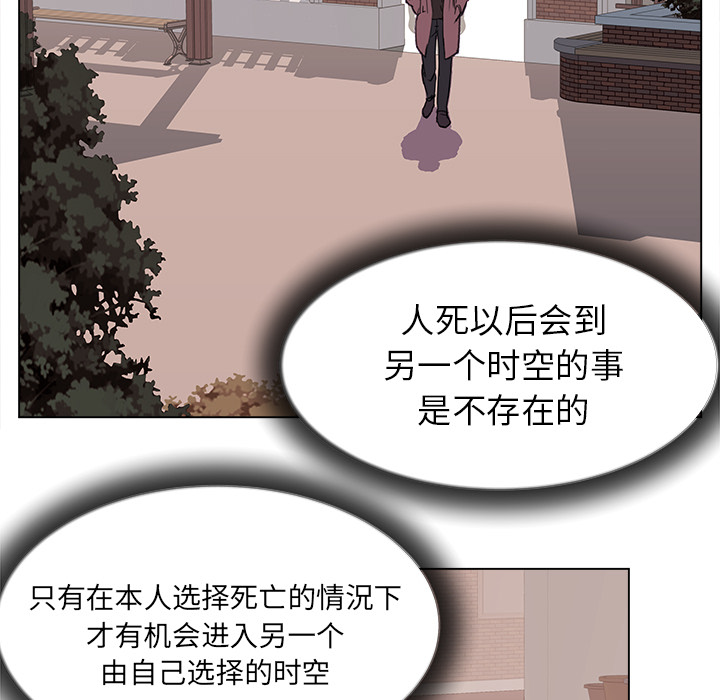 人死以后会到
另一个时空的事
是不存在的
只有在本人选择死亡的情况下
才有机会进入另一个
由自己选择的时空